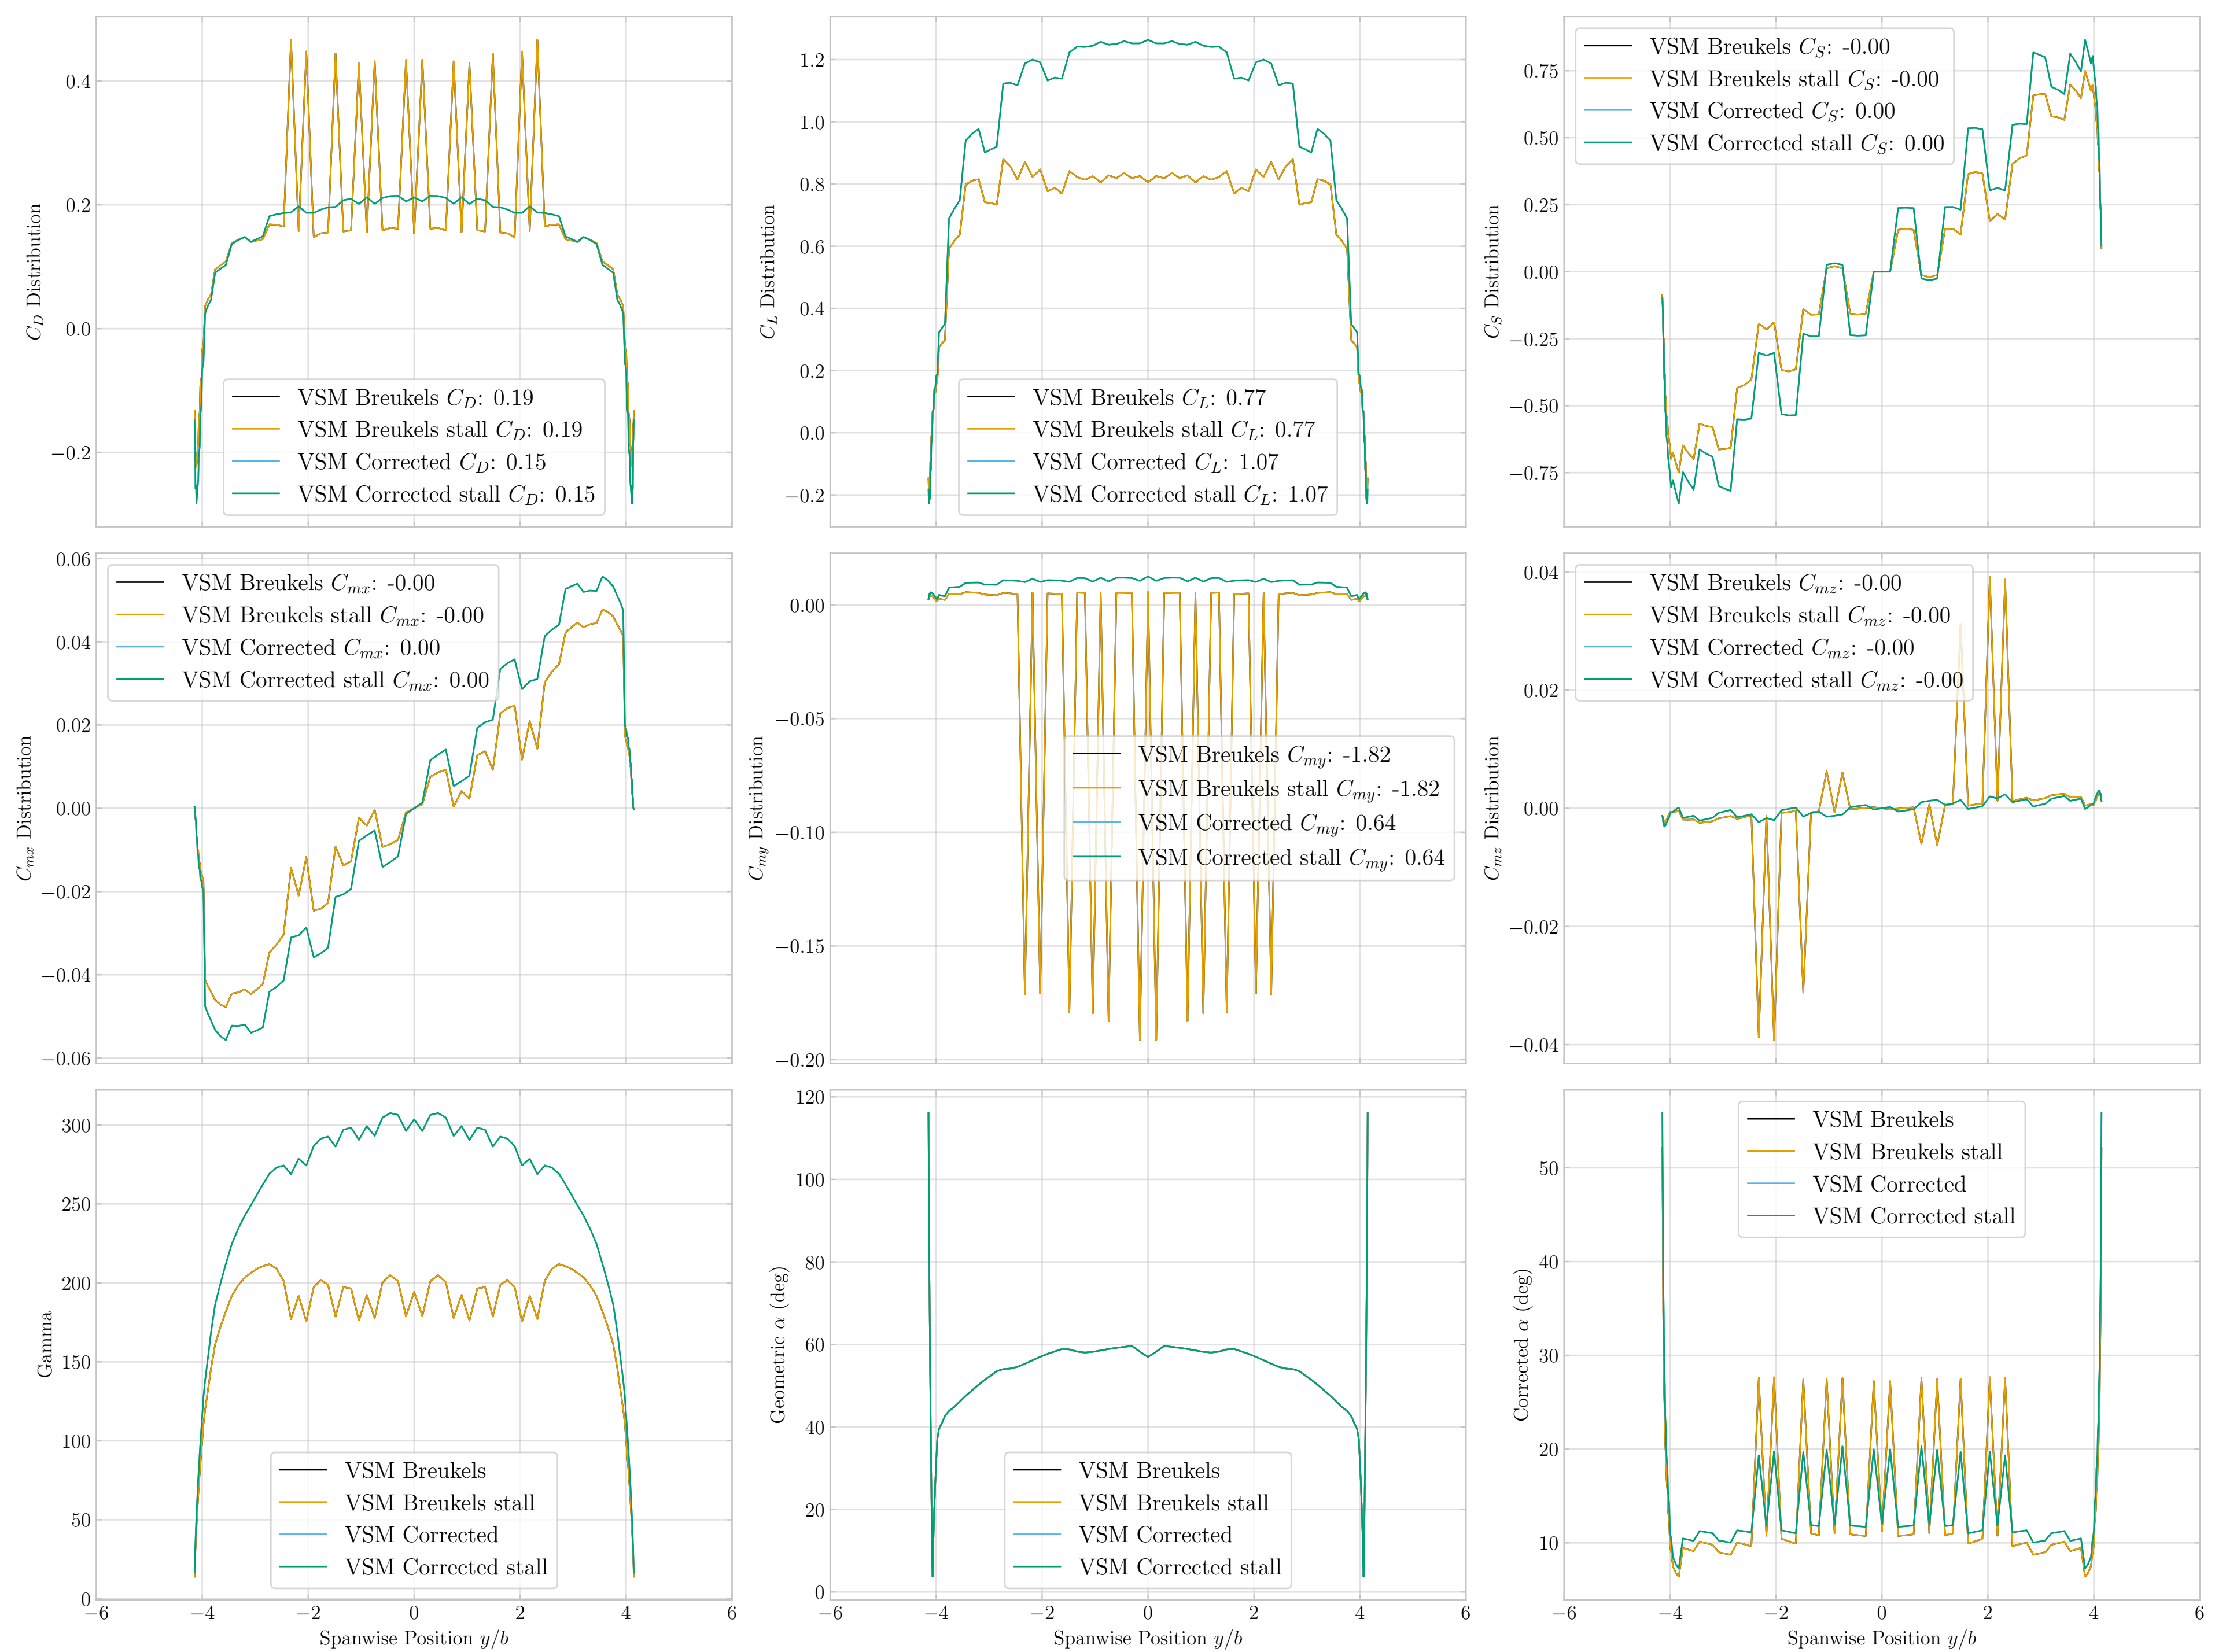 0.4
0.2
0.0
−0.2
C_D Distribution
VSM Breukels C_D: 0.19
VSM Breukels stall C_D: 0.19
VSM Corrected C_D: 0.15
VSM Corrected stall C_D: 0.15
1.2
1.0
0.8
0.6
0.4
0.2
0.0
−0.2
C_L Distribution
VSM Breukels C_L: 0.77
VSM Breukels stall C_L: 0.77
VSM Corrected C_L: 1.07
VSM Corrected stall C_L: 1.07
0.75
0.50
0.25
0.00
−0.25
−0.50
−0.75
C_S Distribution
VSM Breukels C_S: -0.00
VSM Breukels stall C_S: -0.00
VSM Corrected C_S: 0.00
VSM Corrected stall C_S: 0.00
0.06
0.04
0.02
0.00
−0.02
−0.04
−0.06
C_mx Distribution
VSM Breukels C_mx: -0.00
VSM Breukels stall C_mx: -0.00
VSM Corrected C_mx: 0.00
VSM Corrected stall C_mx: 0.00
0.00
−0.05
−0.10
−0.15
−0.20
C_my Distribution
VSM Breukels C_my: -1.82
VSM Breukels stall C_my: -1.82
VSM Corrected C_my: 0.64
VSM Corrected stall C_my: 0.64
0.04
0.02
0.00
−0.02
−0.04
C_mz Distribution
VSM Breukels C_mz: -0.00
VSM Breukels stall C_mz: -0.00
VSM Corrected C_mz: -0.00
VSM Corrected stall C_mz: -0.00
300
250
200
150
100
50
0
Gamma
VSM Breukels
VSM Breukels stall
VSM Corrected
VSM Corrected stall
−6 −4 −2 0 2 4 6
Spanwise Position y/b
120
100
80
60
40
20
0
Geometric α (deg)
VSM Breukels
VSM Breukels stall
VSM Corrected
VSM Corrected stall
−6 −4 −2 0 2 4 6
Spanwise Position y/b
50
40
30
20
10
Corrected α (deg)
VSM Breukels
VSM Breukels stall
VSM Corrected
VSM Corrected stall
−6 −4 −2 0 2 4 6
Spanwise Position y/b